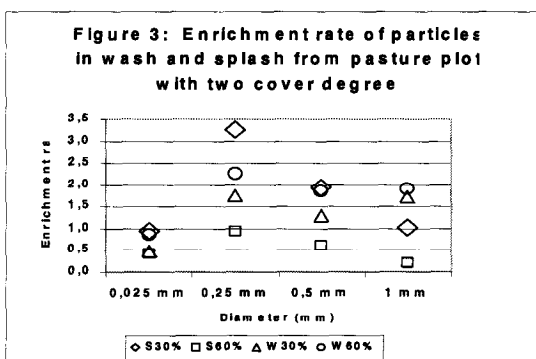 Figure 3: Enrichment rate of particles
in wash and splash from pasture plot
with two cover degree
3,5
3,0
2,5
2,0
1,5
1,0
0,5
0,0
Enrichment ra
0,025 mm 0,25 mm 0,5 mm 1 mm
Diameter (mm)
S30% S60% W30% W60%